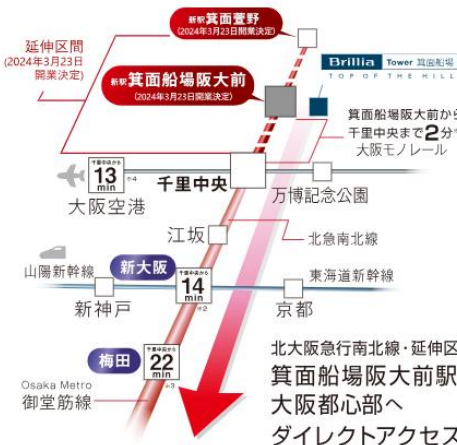 新駅 箕面萱野
(2024年3月23日開業決定)
延伸区間
(2024年3月23日
開業決定)
新駅 箕面船場阪大前
(2024年3月23日開業決定)
Brillia Tower 箕面船場
TOP OF THE HILL
箕面船場阪大前から
千里中央まで2分
大阪モノレール
千里中央から
13
min
※4
千里中央
大阪空港
万博記念公園
江坂
北急南北線
山陽新幹線
新大阪
千里中央から
14
min
※2
東海道新幹線
新神戸
京都
梅田
千里中央から
22
min
※3
Osaka Metro
御堂筋線
北大阪急行南北線・延伸区
箕面船場阪大前駅
大阪都心部へ
ダイレクトアクセス